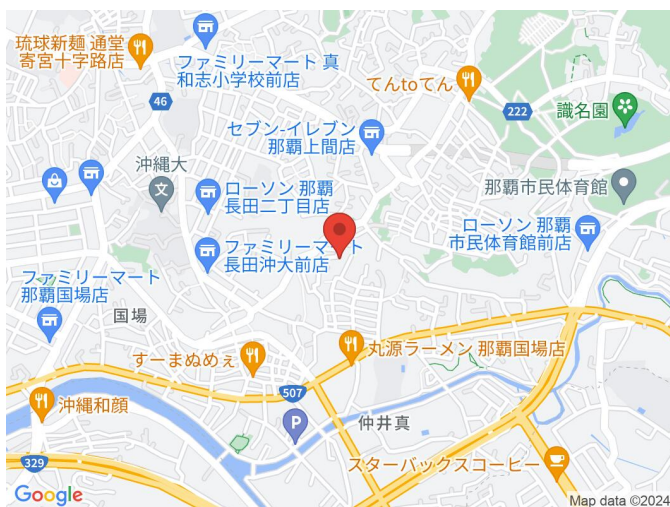 琉球新麺 通堂
寄宮十字路店
ファミリーマート 真
和志小学校前店
てんtoてん
46
222
識名園
セブン-イレブン
那覇上間店
沖縄大
文
ローソン 那覇
長田二丁目店
那覇市民体育館
ローソン 那覇
市民体育館前店
ファミリーマート
長田沖大前店
ファミリーマート
那覇国場店
国場
すーまぬめぇ
丸源ラーメン 那覇国場店
507
沖縄和顔
P
仲井真
329
スターバックスコーヒー
Google
Map data ©2024